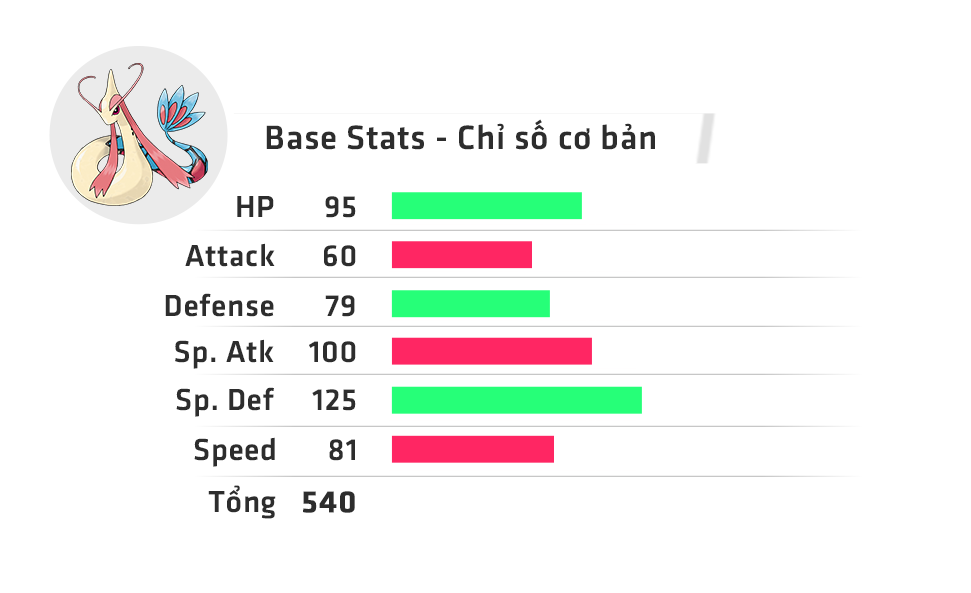 Base Stats - Chỉ số cơ bản
HP 95
Attack 60
Defense 79
Sp. Atk 100
Sp. Def 125
Speed 81
Tổng 540